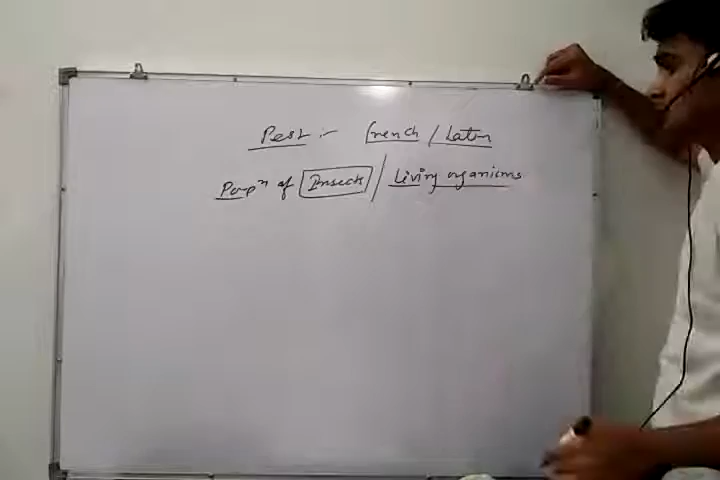 Pest :- French / Latin
Popⁿ of Insects / Living organisms